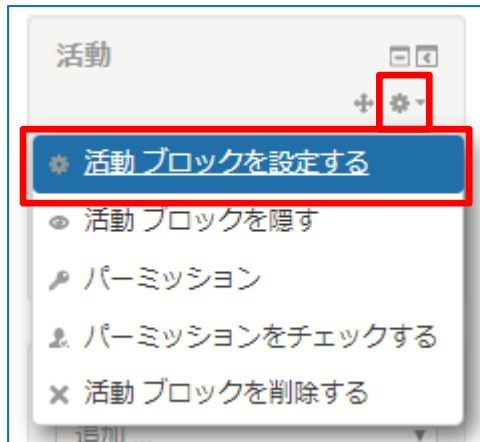 活動
活動 ブロックを設定する
活動 ブロックを隠す
パーミッション
パーミッションをチェックする
活動 ブロックを削除する
追加 ...